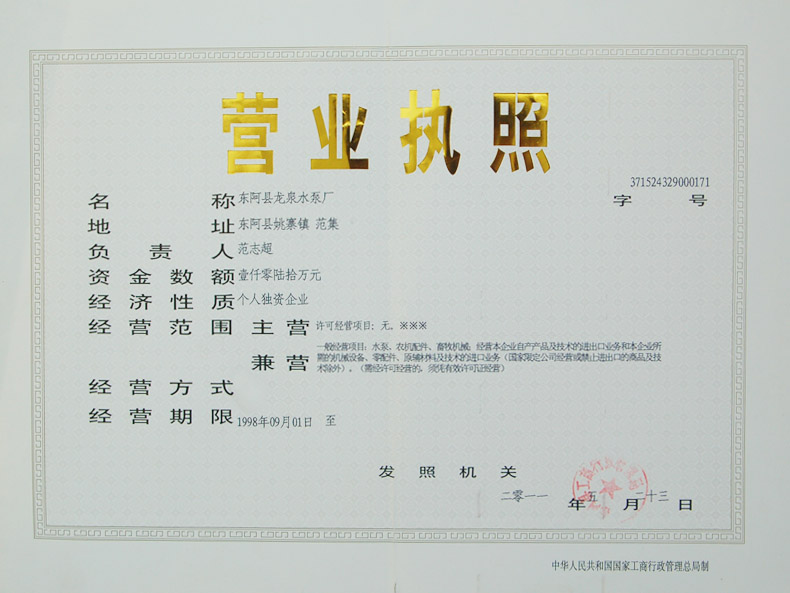 营业执照
371524329000171
字 号
名 称 东阿县龙泉水泵厂
地 址 东阿县姚寨镇 范集
负责人 范志超
资金数额 壹仟零陆拾万元
经济性质 个人独资企业
经营范围 主营 许可经营项目：无。※※※
一般经营项目：水泵、农机配件、畜牧机械；经营本企业自产产品及技术的进出口业务和本企业所
需的机械设备、零配件、原辅材料及技术的进口业务（国家限定公司经营或禁止进出口的商品及技
术除外）。（需经许可经营的，须凭有效许可证经营）
兼营
经营方式
经营期限 1998年09月01日 至
发照机关
二零一一 年 五 月 二十三 日
中华人民共和国国家工商行政管理总局制